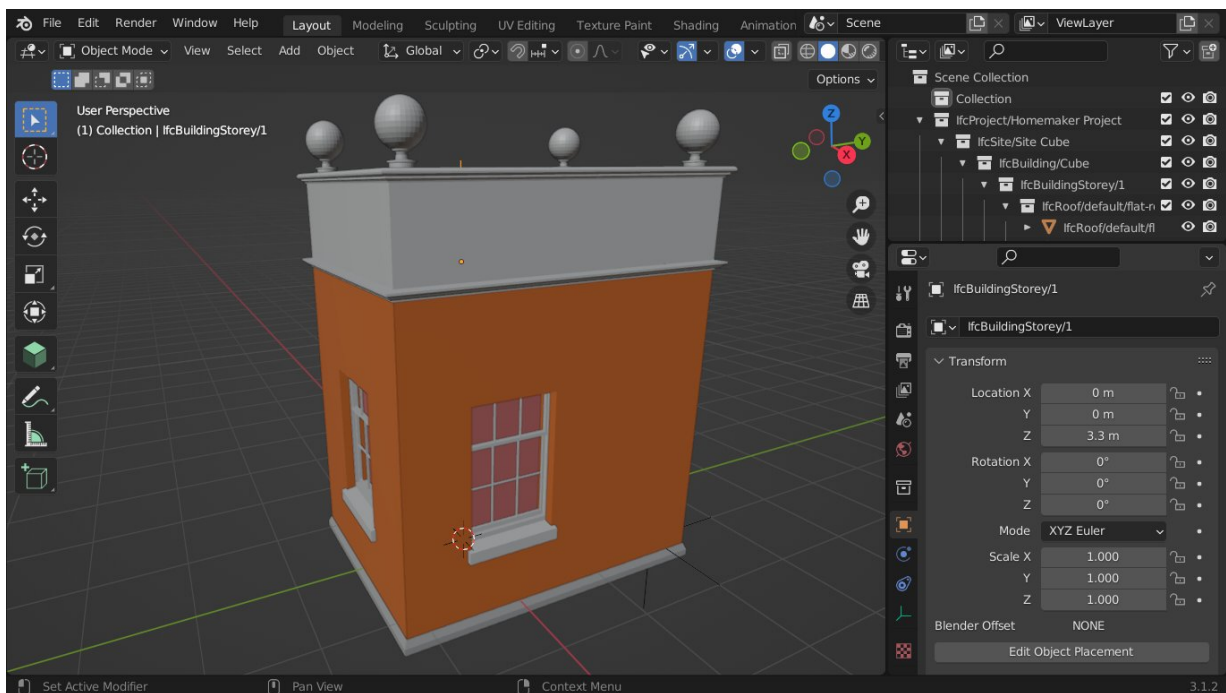 File Edit Render Window Help Layout Modeling Sculpting UV Editing Texture Paint Shading Animation Scene ViewLayer
Object Mode View Select Add Object Global
Options
User Perspective
(1) Collection | IfcBuildingStorey/1
Z
Y
X
Scene Collection
Collection
IfcProject/Homemaker Project
IfcSite/Site Cube
IfcBuilding/Cube
IfcBuildingStorey/1
IfcRoof/default/flat-r
IfcRoof/default/fl
IfcBuildingStorey/1
IfcBuildingStorey/1
Transform
Location X 0 m
Y 0 m
Z 3.3 m
Rotation X 0°
Y 0°
Z 0°
Mode XYZ Euler
Scale X 1.000
Y 1.000
Z 1.000
Blender Offset NONE
Edit Object Placement
Set Active Modifier Pan View Context Menu 3.1.2